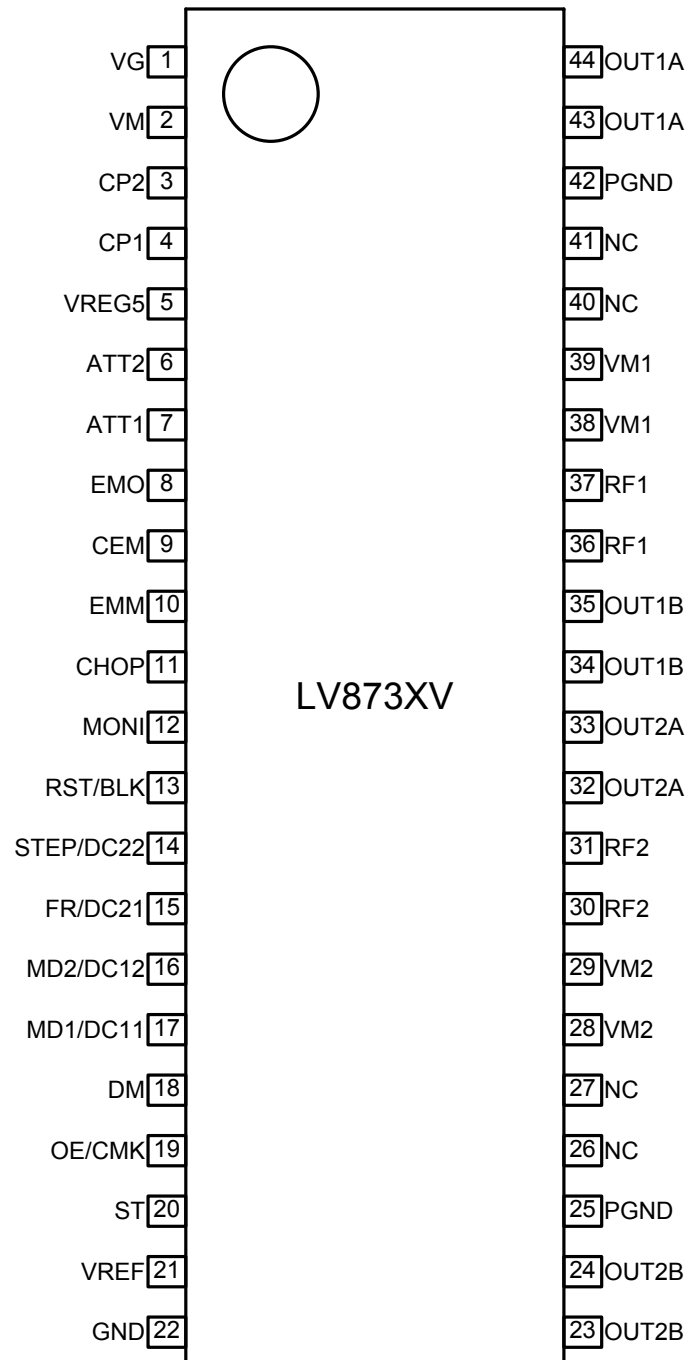 VG 1 44 OUT1A
VM 2 43 OUT1A
CP2 3 42 PGND
CP1 4 41 NC
VREG5 5 40 NC
ATT2 6 39 VM1
ATT1 7 38 VM1
EMO 8 37 RF1
CEM 9 36 RF1
EMM 10 35 OUT1B
CHOP 11 34 OUT1B
LV873XV
MONI 12 33 OUT2A
RST/BLK 13 32 OUT2A
STEP/DC22 14 31 RF2
FR/DC21 15 30 RF2
MD2/DC12 16 29 VM2
MD1/DC11 17 28 VM2
DM 18 27 NC
OE/CMK 19 26 NC
ST 20 25 PGND
VREF 21 24 OUT2B
GND 22 23 OUT2B